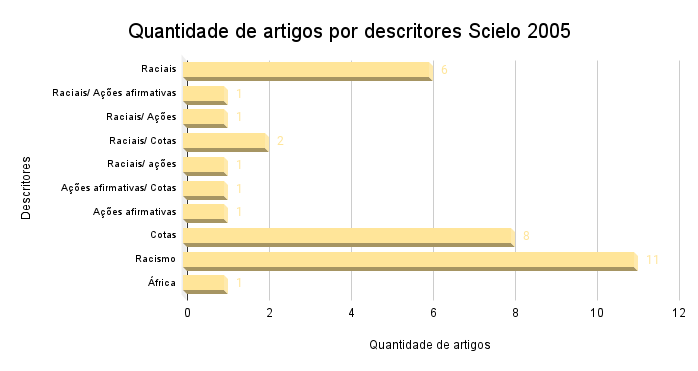 Quantidade de artigos por descritores Scielo 2005
Descritores
Raciais 6
Raciais/ Ações afirmativas 1
Raciais/ Ações 1
Raciais/ Cotas 2
Raciais/ ações 1
Ações afirmativas/ Cotas 1
Ações afirmativas 1
Cotas 8
Racismo 11
África 1
0 2 4 6 8 10 12
Quantidade de artigos